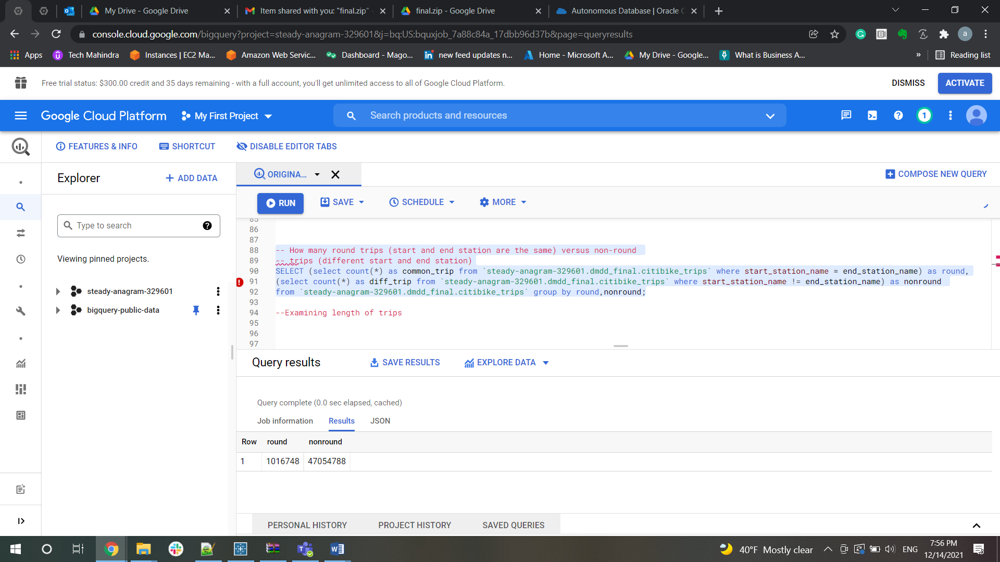 My Drive - Google Drive
Item shared with you: "final.zip"
final.zip - Google Drive
Autonomous Database | Oracle C
console.cloud.google.com/bigquery?project=steady-anagram-329601&j=bq:US:bquxjob_7a88c84a_17dbb96d37b&page=queryresults
a
Apps
Tech Mahindra
Instances | EC2 Ma...
Amazon Web Servic...
Dashboard - Mago...
new feed updates n...
Home - Microsoft A...
My Drive - Google...
What is Business A...
»
Reading list
Free trial status: $300.00 credit and 35 days remaining - with a full account, you'll get unlimited access to all of Google Cloud Platform.
DISMISS
ACTIVATE
Google Cloud Platform
My First Project
Search products and resources
1
FEATURES & INFO
SHORTCUT
DISABLE EDITOR TABS
Explorer
+ ADD DATA
ORIGINA...
COMPOSE NEW QUERY
RUN
SAVE
SCHEDULE
MORE
Type to search
Viewing pinned projects.
steady-anagram-329601
bigquery-public-data
85
86
87
88 -- How many round trips (start and end station are the same) versus non-round
89 -- trips (different start and end station)
90 SELECT (select count(*) as common_trip from `steady-anagram-329601.dmdd_final.citibike_trips` where start_station_name = end_station_name) as round,
91 (select count(*) as diff_trip from `steady-anagram-329601.dmdd_final.citibike_trips` where start_station_name != end_station_name) as nonround
92 from `steady-anagram-329601.dmdd_final.citibike_trips` group by round,nonround;
93
94 --Examining length of trips
95
96
97
Query results
SAVE RESULTS
EXPLORE DATA
Query complete (0.0 sec elapsed, cached)
Job information
Results
JSON
Row round nonround
1 1016748 47054788
PERSONAL HISTORY
PROJECT HISTORY
SAVED QUERIES
40°F Mostly clear
ENG
7:56 PM
12/14/2021